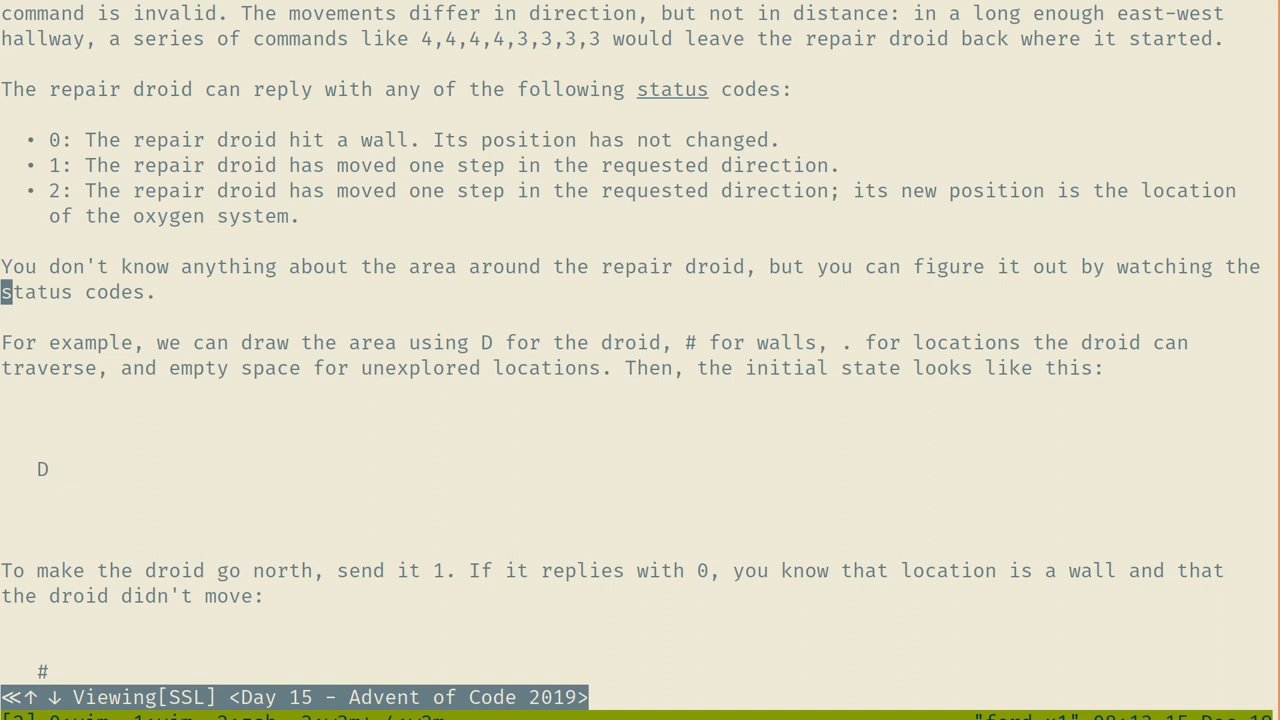 command is invalid. The movements differ in direction, but not in distance: in a long enough east-west
hallway, a series of commands like 4,4,4,4,3,3,3,3 would leave the repair droid back where it started.
The repair droid can reply with any of the following status codes:
• 0: The repair droid hit a wall. Its position has not changed.
• 1: The repair droid has moved one step in the requested direction.
• 2: The repair droid has moved one step in the requested direction; its new position is the location
of the oxygen system.
You don't know anything about the area around the repair droid, but you can figure it out by watching the
status codes.
For example, we can draw the area using D for the droid, # for walls, . for locations the droid can
traverse, and empty space for unexplored locations. Then, the initial state looks like this:
D
To make the droid go north, send it 1. If it replies with 0, you know that location is a wall and that
the droid didn't move:
#
≪↑ ↓ Viewing[SSL] <Day 15 - Advent of Code 2019>